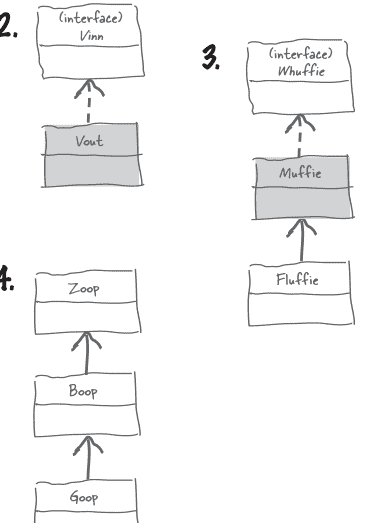 2.
(interface)
Vinn
Vout
3.
(interface)
Whuffie
Muffie
Fluffie
4.
Zoop
Boop
Goop